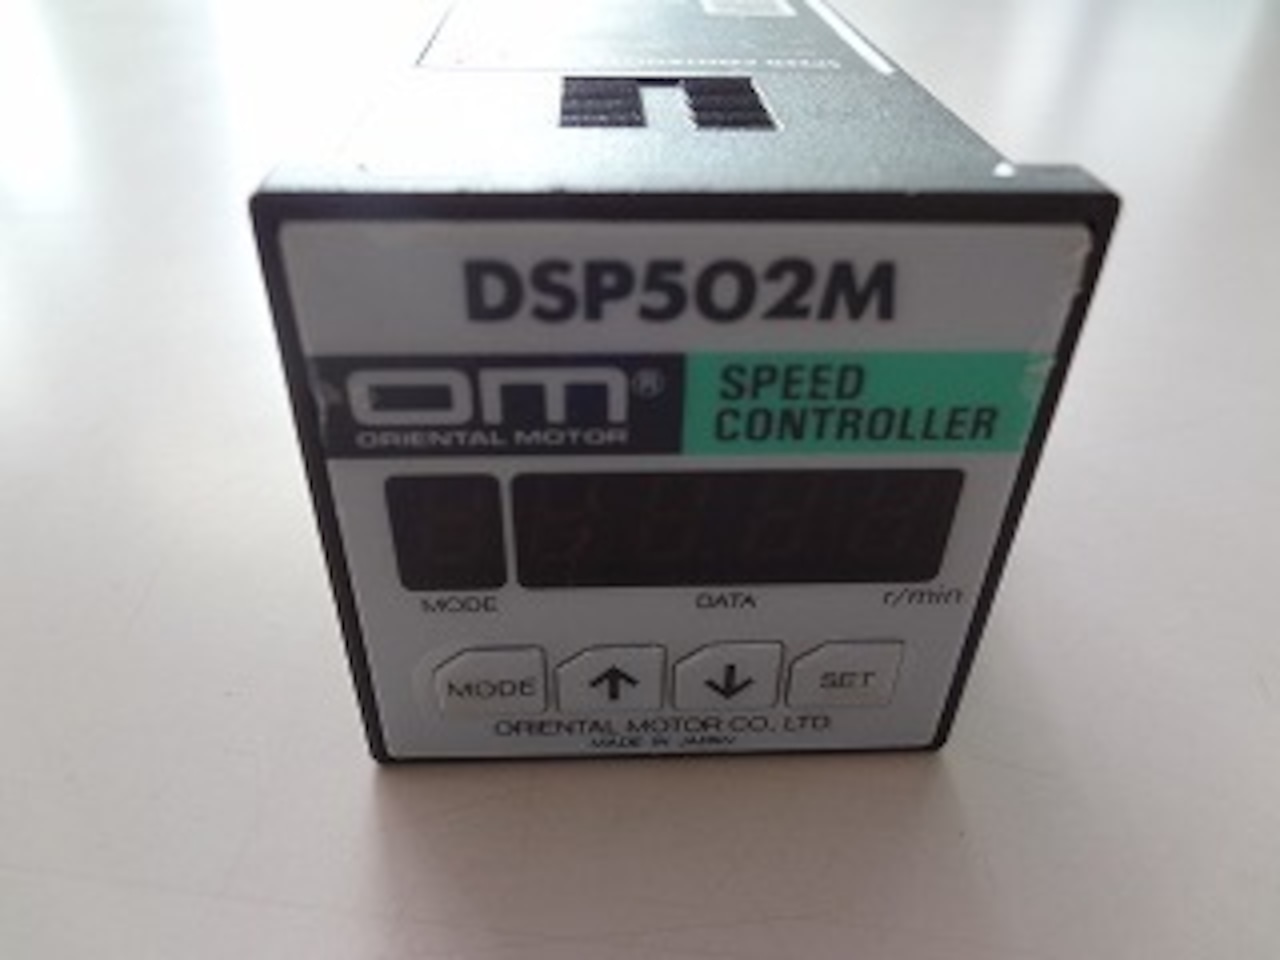 DSP502M
om®
ORIENTAL MOTOR
SPEED
CONTROLLER
MODE DATA r/min
MODE ↑ ↓ SET
ORIENTAL MOTOR CO., LTD.
MADE IN JAPAN